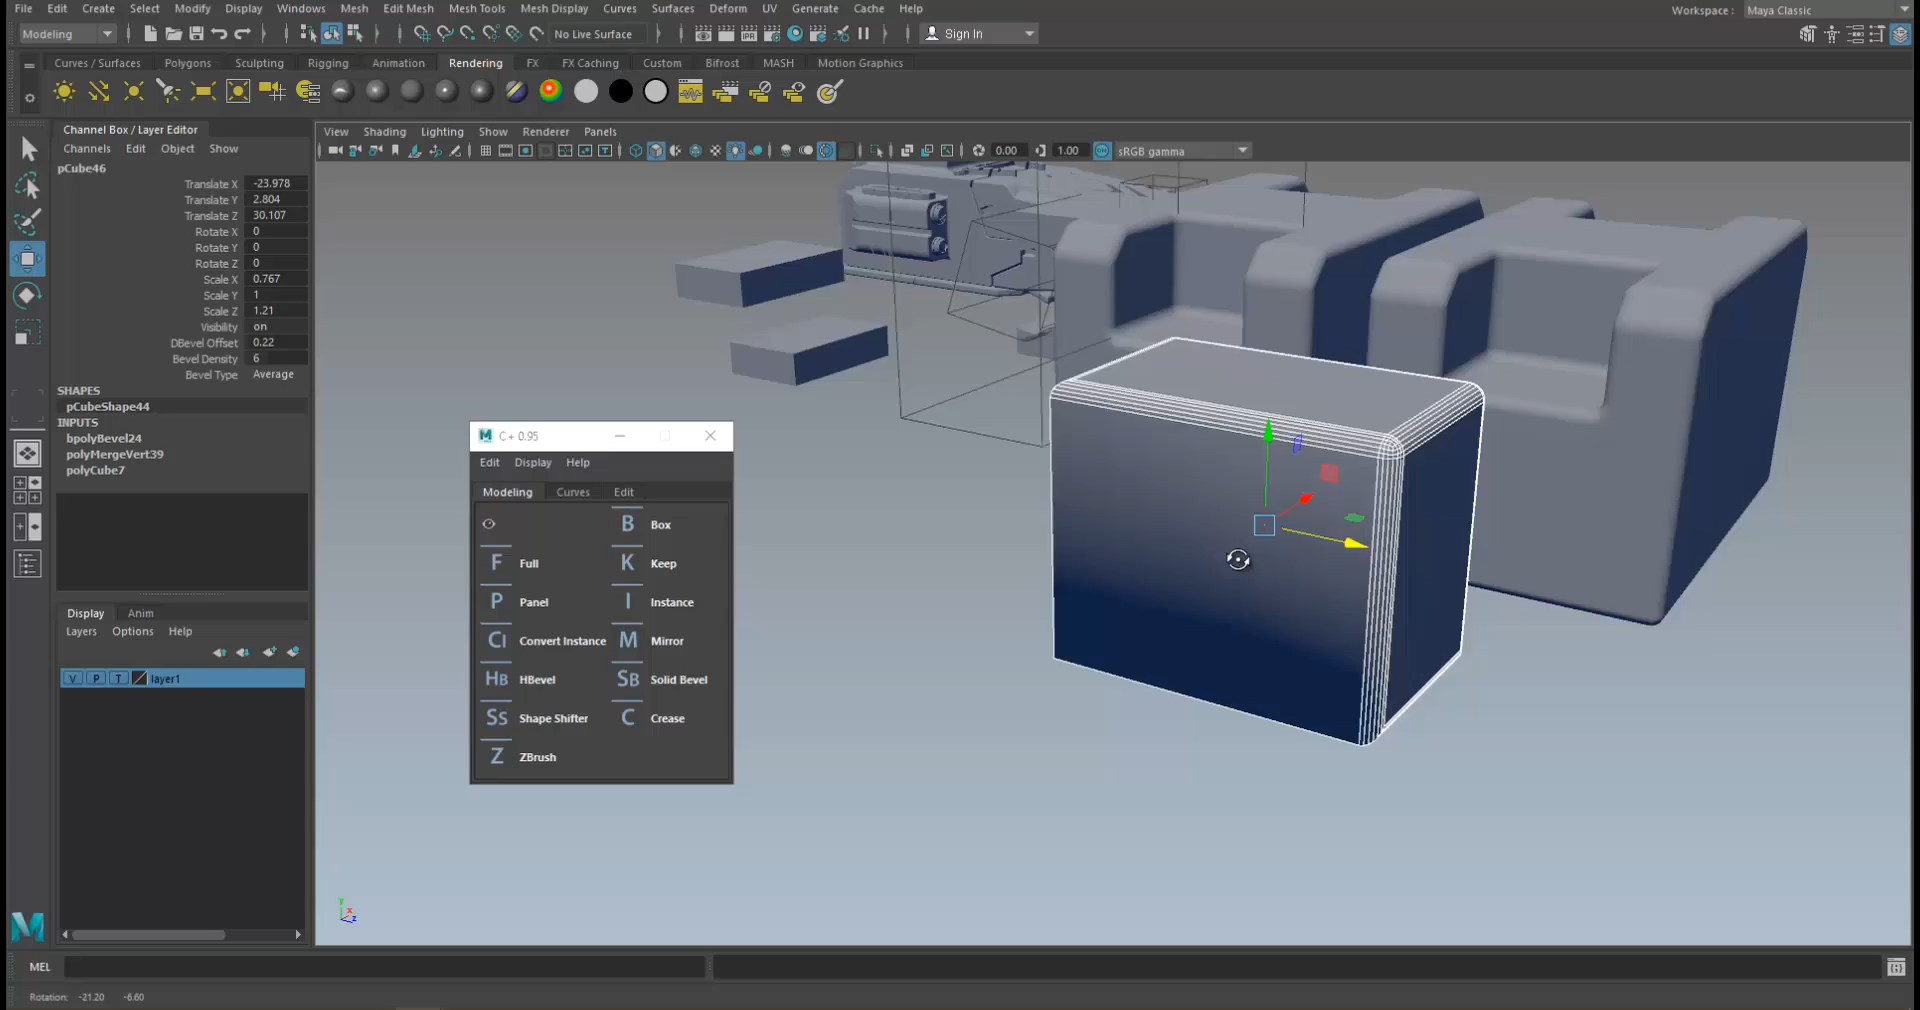 File Edit Create Select Modify Display Windows Mesh Edit Mesh Mesh Tools Mesh Display Curves Surfaces Deform UV Generate Cache Help Workspace : Maya Classic
Modeling No Live Surface IPR Sign In
Curves / Surfaces Polygons Sculpting Rigging Animation Rendering FX FX Caching Custom Bifrost MASH Motion Graphics
Channel Box / Layer Editor
Channels Edit Object Show
pCube46
Translate X -23.978
Translate Y 2.804
Translate Z 30.107
Rotate X 0
Rotate Y 0
Rotate Z 0
Scale X 0.767
Scale Y 1
Scale Z 1.21
Visibility on
DBevel Offset 0.22
Bevel Density 6
Bevel Type Average
SHAPES
pCubeShape44
INPUTS
bpolyBevel24
polyMergeVert39
polyCube7
Display Anim
Layers Options Help
V P T layer1
View Shading Lighting Show Renderer Panels
0.00 1.00 ON sRGB gamma
C + 0.95
Edit Display Help
Modeling Curves Edit
B Box
F Full K Keep
P Panel I Instance
CI Convert Instance M Mirror
HB HBevel SB Solid Bevel
SS Shape Shifter C Crease
Z ZBrush
y x z
M
MEL
Rotation: -21.20 -6.60